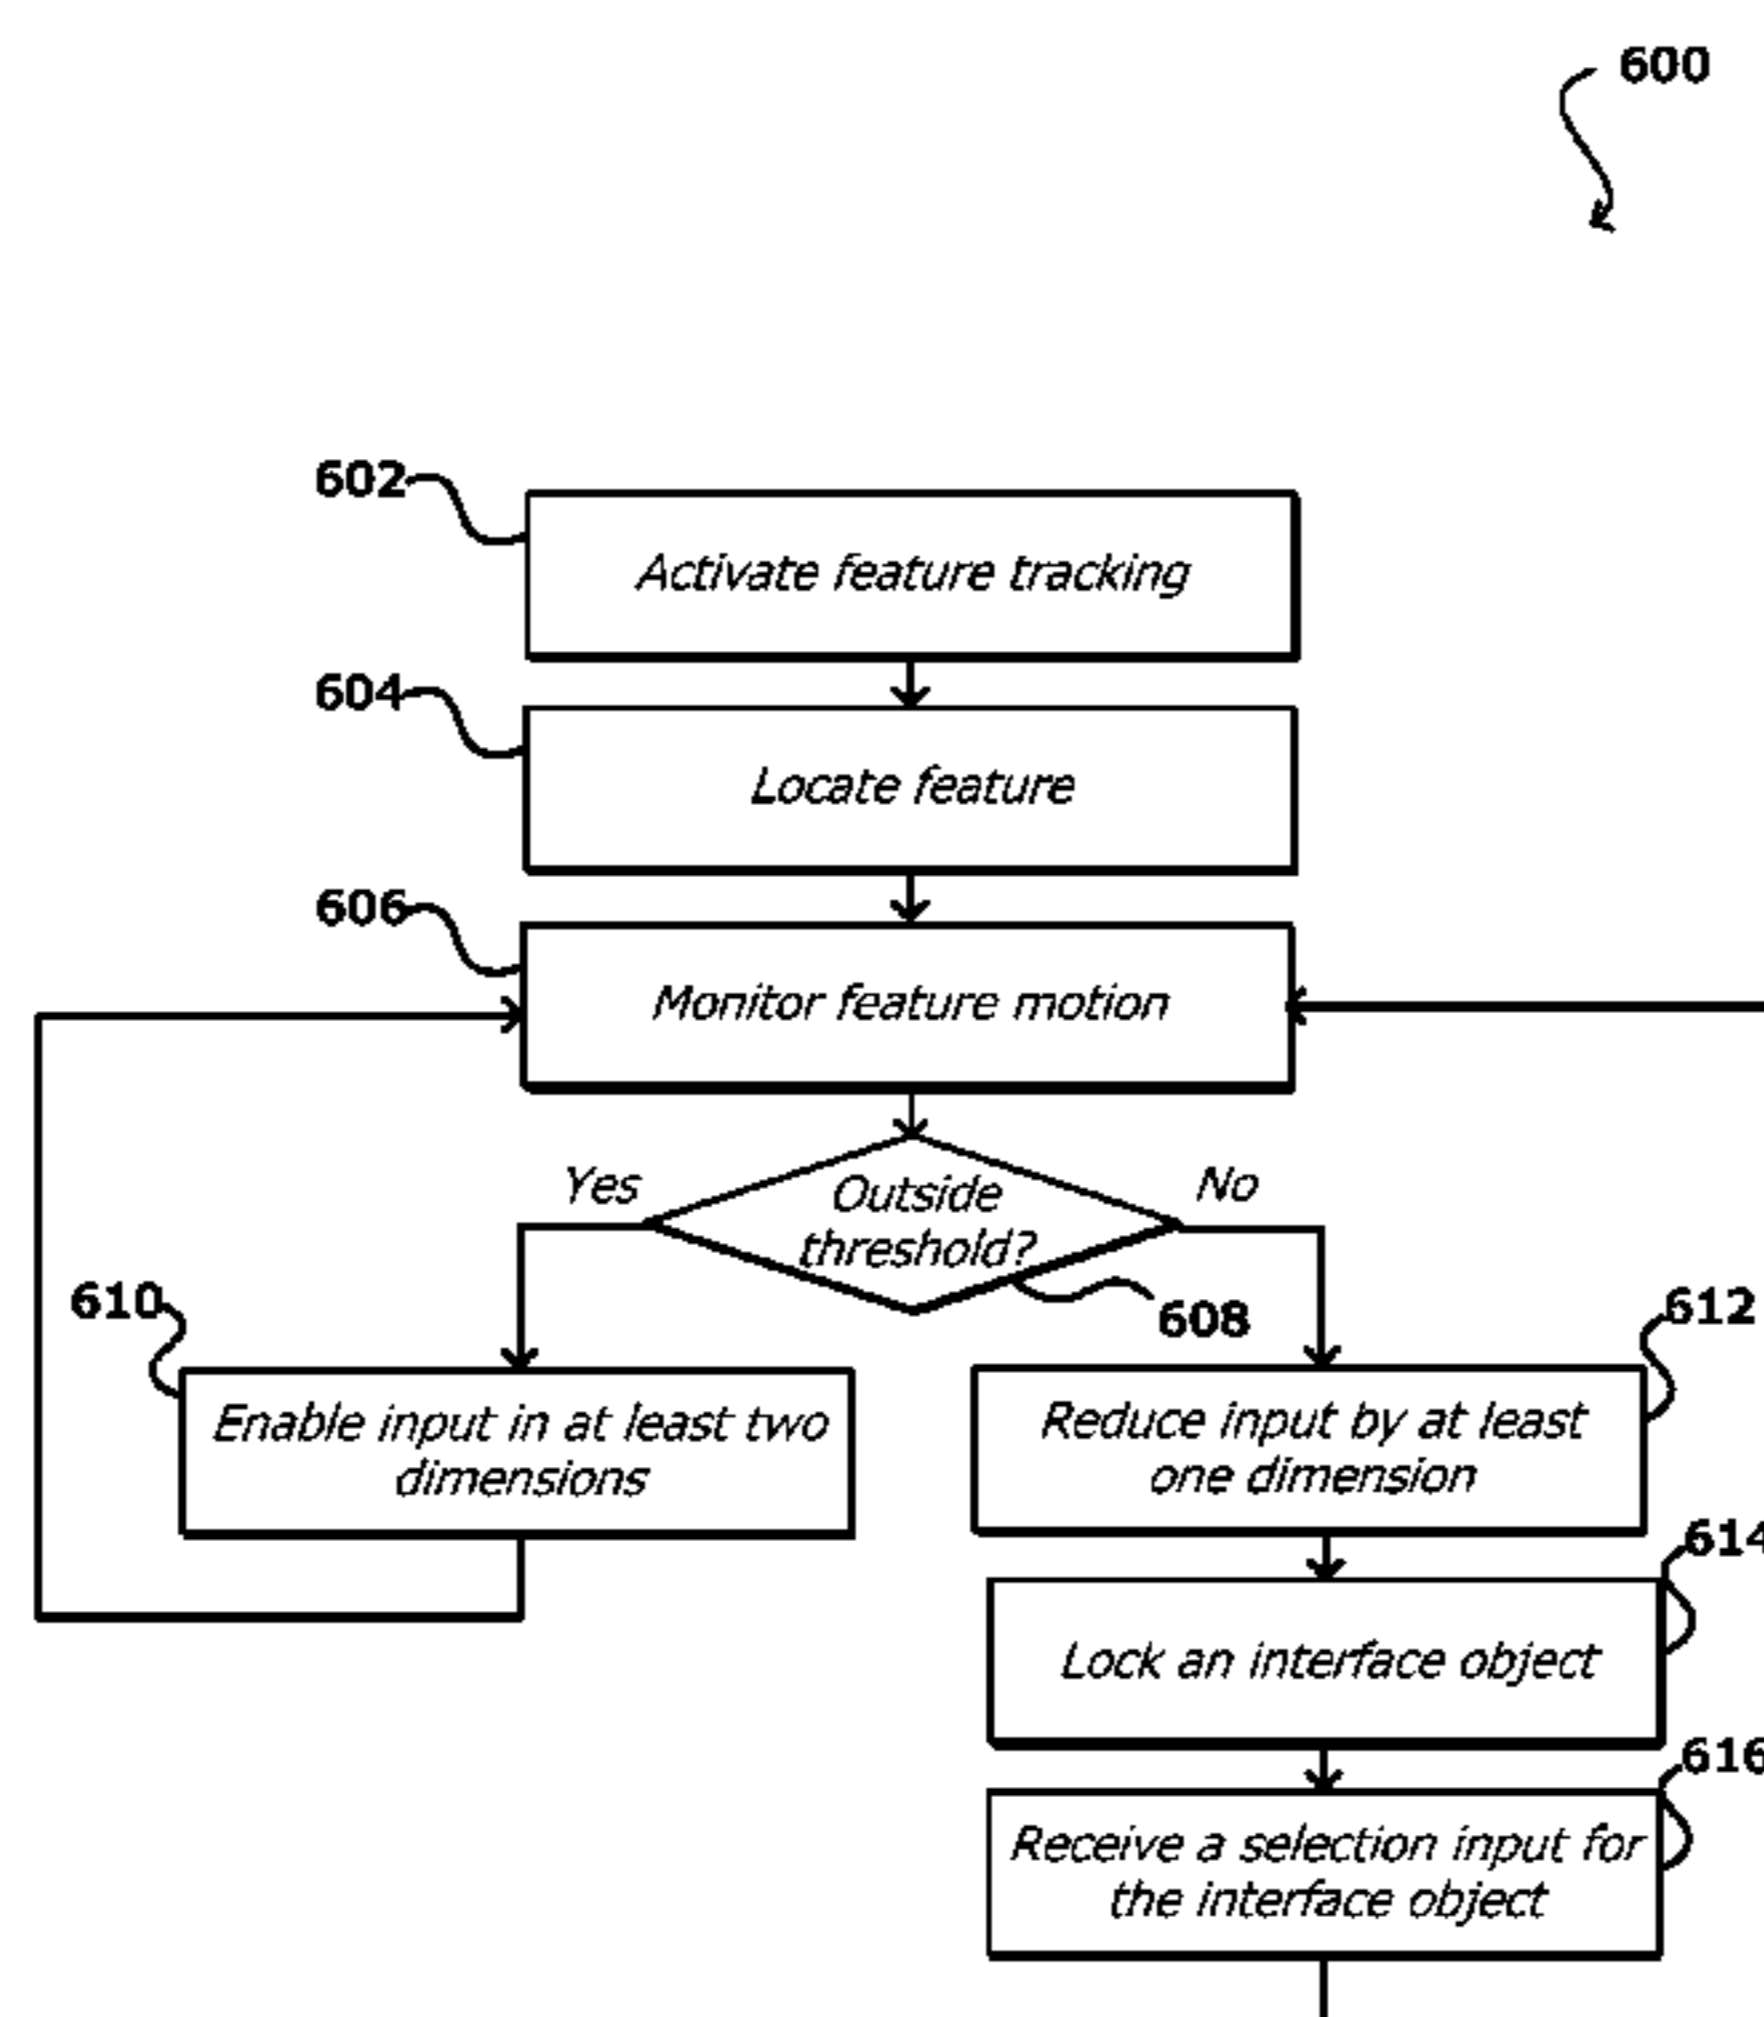 600
602
Activate feature tracking
604
Locate feature
606
Monitor feature motion
Yes
No
Outside
threshold?
608
610
612
Enable input in at least two
dimensions
Reduce input by at least
one dimension
614
Lock an interface object
616
Receive a selection input for
the interface object